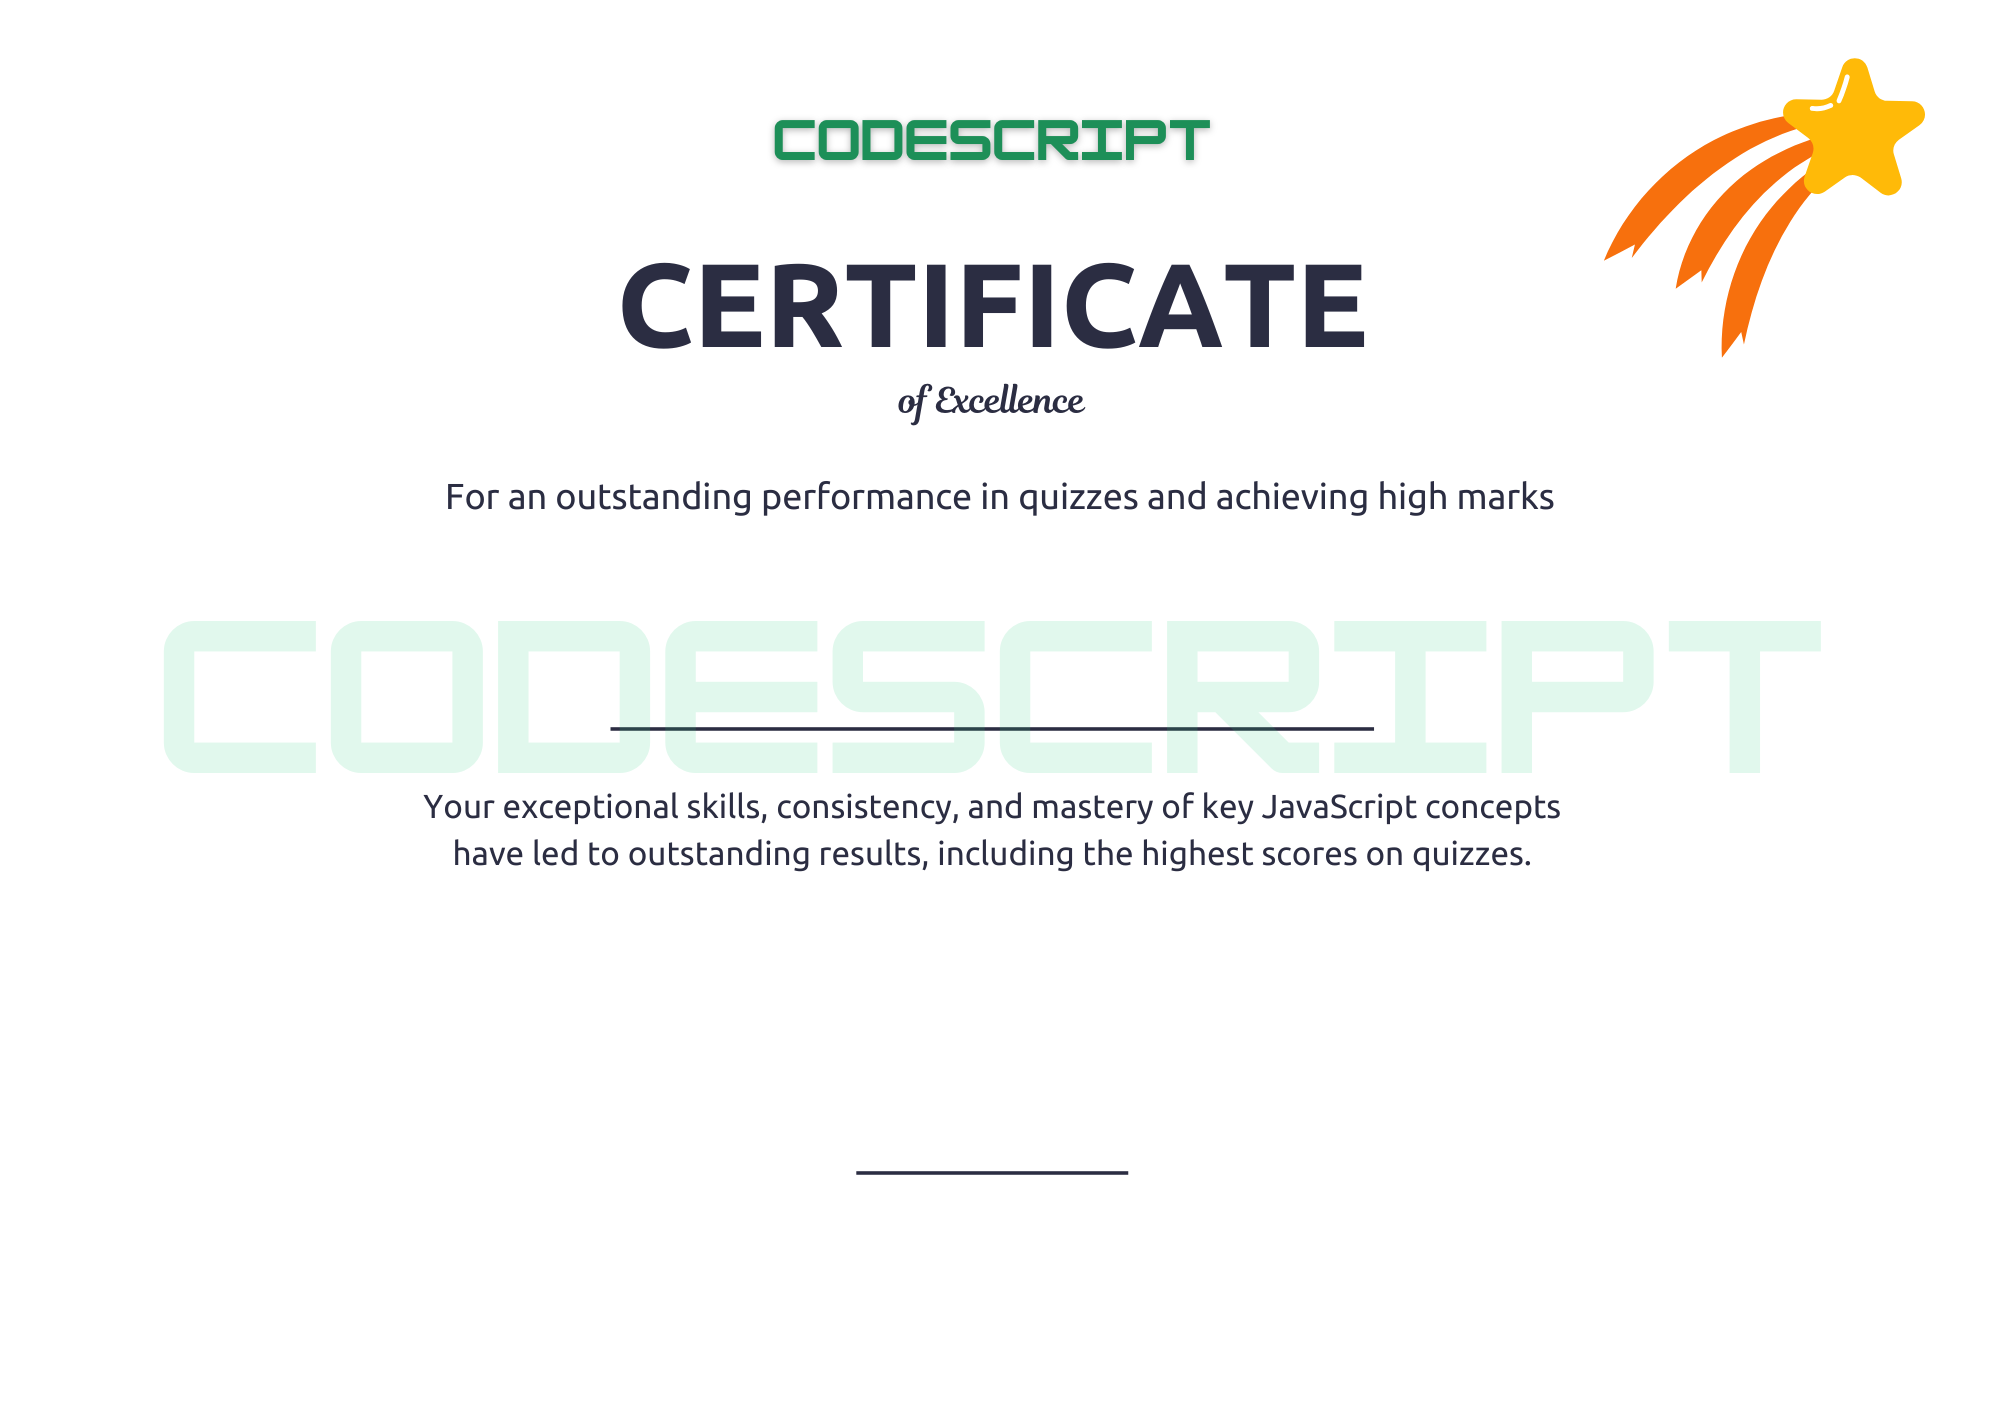 CODESCRIPT
CERTIFICATE
of Excellence
For an outstanding performance in quizzes and achieving high marks
CODESCRIPT
Your exceptional skills, consistency, and mastery of key JavaScript concepts
have led to outstanding results, including the highest scores on quizzes.